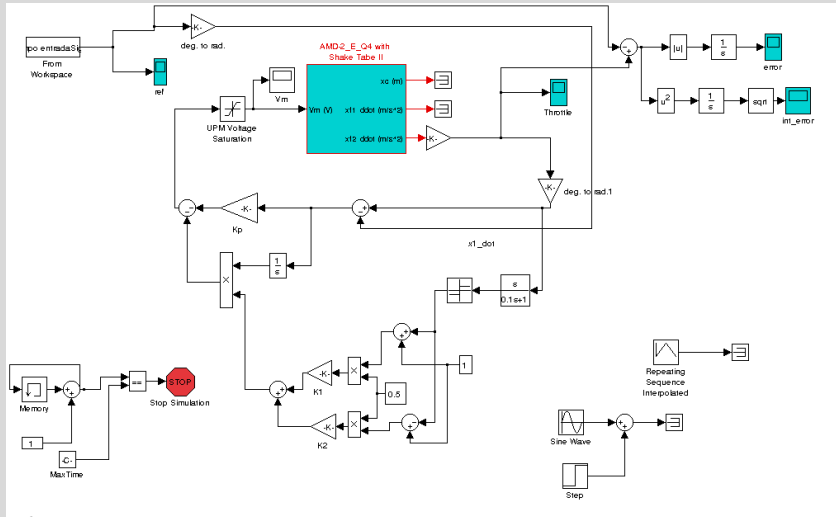 -K-
deg. to rad.
po entradaSi
From
Workspace
ref
AMD-2_E_Q4 with
Shake Tabe II
xc (m)
Vm (V)
x11 ddot (m/s^2)
x12 ddot (m/s^2)
Vm
UPM Voltage
Saturation
-K-
Throttle
|u|
1
s
error
u2
1
s
sqrt
int_error
-K-
deg. to rad.1
-K-
Kp
x1_dot
1
s
×
s
0.1s+1
1
-K-
K1
×
0.5
-K-
K2
×
Memory
==
STOP
Stop Simulation
1
-C-
MaxTime
Repeating
Sequence
Interpolated
Sine Wave
Step